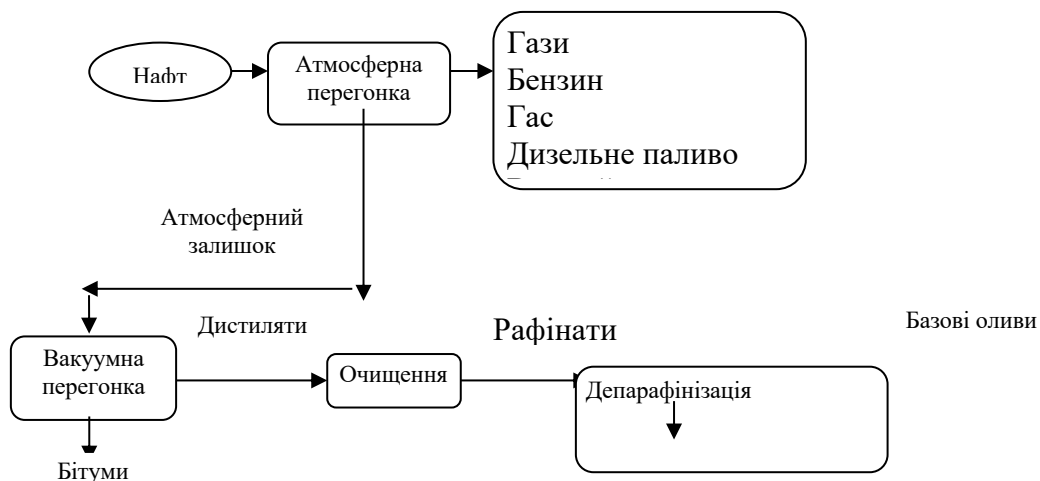 Нафт
Атмосферна
перегонка
Гази
Бензин
Гас
Дизельне паливо
Атмосферний
залишок
Дистиляти
Рафінати
Базові оливи
Вакуумна
перегонка
Очищення
Депарафінізація
Бітуми